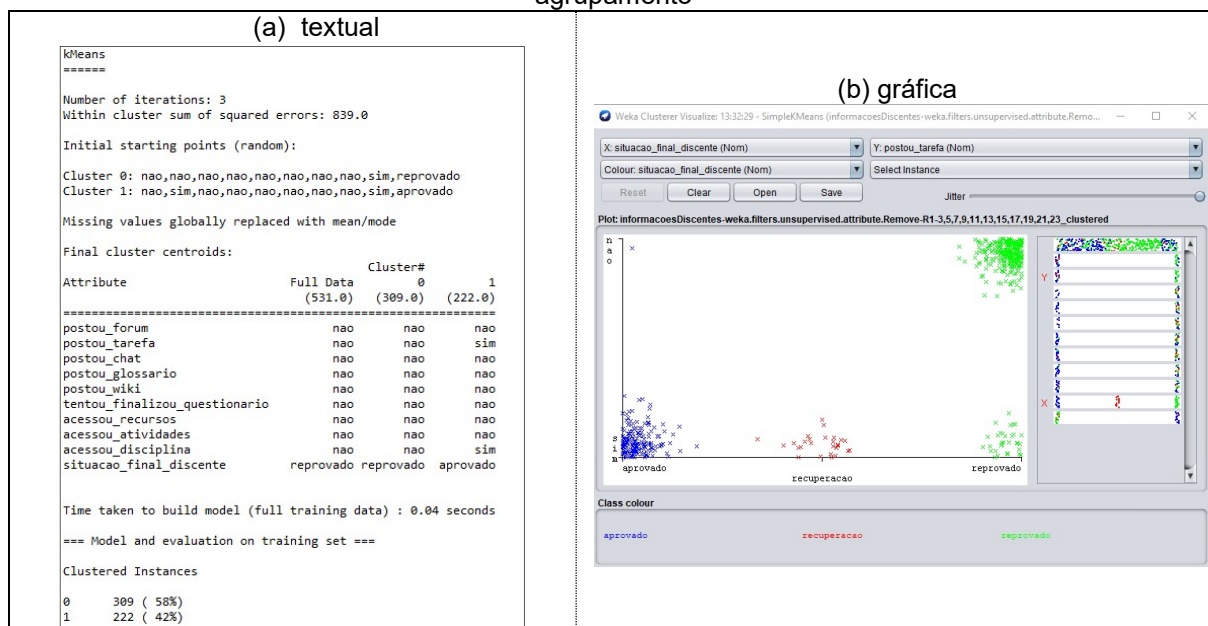 agrupamento
(a) textual
kMeans
======
Number of iterations: 3
Within cluster sum of squared errors: 839.0
Initial starting points (random):
Cluster 0: nao,nao,nao,nao,nao,nao,nao,nao,sim,reprovado
Cluster 1: nao,sim,nao,nao,nao,nao,nao,nao,sim,aprovado
Missing values globally replaced with mean/mode
Final cluster centroids:
Cluster#
Attribute Full Data 0 1
(531.0) (309.0) (222.0)
================================================================
postou_forum nao nao nao
postou_tarefa nao nao sim
postou_chat nao nao nao
postou_glossario nao nao nao
postou_wiki nao nao nao
tentou_finalizou_questionario nao nao nao
acessou_recursos nao nao nao
acessou_atividades nao nao nao
acessou_disciplina nao nao sim
situacao_final_discente reprovado reprovado aprovado
Time taken to build model (full training data) : 0.04 seconds
=== Model and evaluation on training set ===
Clustered Instances
0 309 ( 58%)
1 222 ( 42%)
(b) gráfica
Weka Clusterer Visualize: 13:32:29 - SimpleKMeans (informacoesDiscentes-weka.filters.unsupervised.attribute.Remo...
X: situacao_final_discente (Nom) Y: postou_tarefa (Nom)
Colour: situacao_final_discente (Nom) Select Instance
Reset Clear Open Save Jitter
Plot: informacoesDiscentes-weka.filters.unsupervised.attribute.Remove-R1-3,5,7,9,11,13,15,17,19,21,23_clustered
nao
Y
X
sim
aprovado recuperacao reprovado
Class colour
aprovado recuperacao reprovado